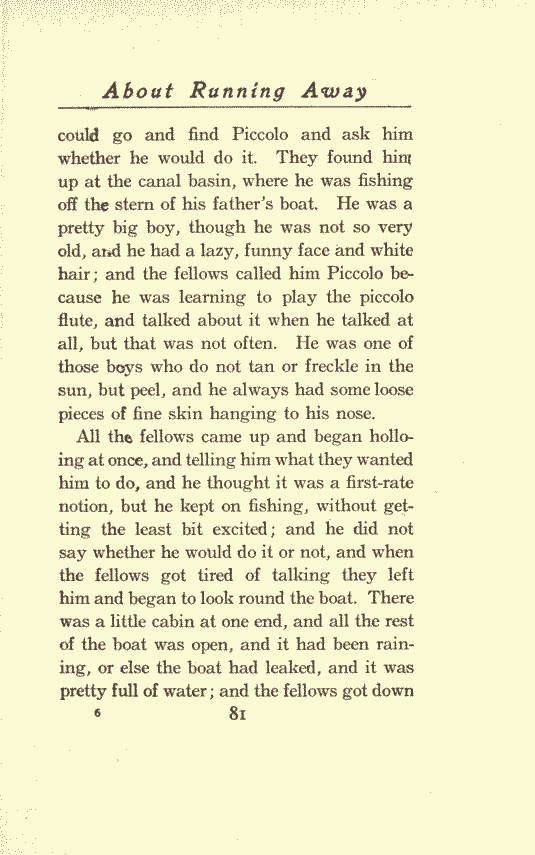 About Running Away
could go and find Piccolo and ask him
whether he would do it. They found him
up at the canal basin, where he was fishing
off the stern of his father's boat. He was a
pretty big boy, though he was not so very
old, and he had a lazy, funny face and white
hair; and the fellows called him Piccolo be-
cause he was learning to play the piccolo
flute, and talked about it when he talked at
all, but that was not often. He was one of
those boys who do not tan or freckle in the
sun, but peel, and he always had some loose
pieces of fine skin hanging to his nose.
All the fellows came up and began hollo-
ing at once, and telling him what they wanted
him to do, and he thought it was a first-rate
notion, but he kept on fishing, without get-
ting the least bit excited; and he did not
say whether he would do it or not, and when
the fellows got tired of talking they left
him and began to look round the boat. There
was a little cabin at one end, and all the rest
of the boat was open, and it had been rain-
ing, or else the boat had leaked, and it was
pretty full of water; and the fellows got down
6 81